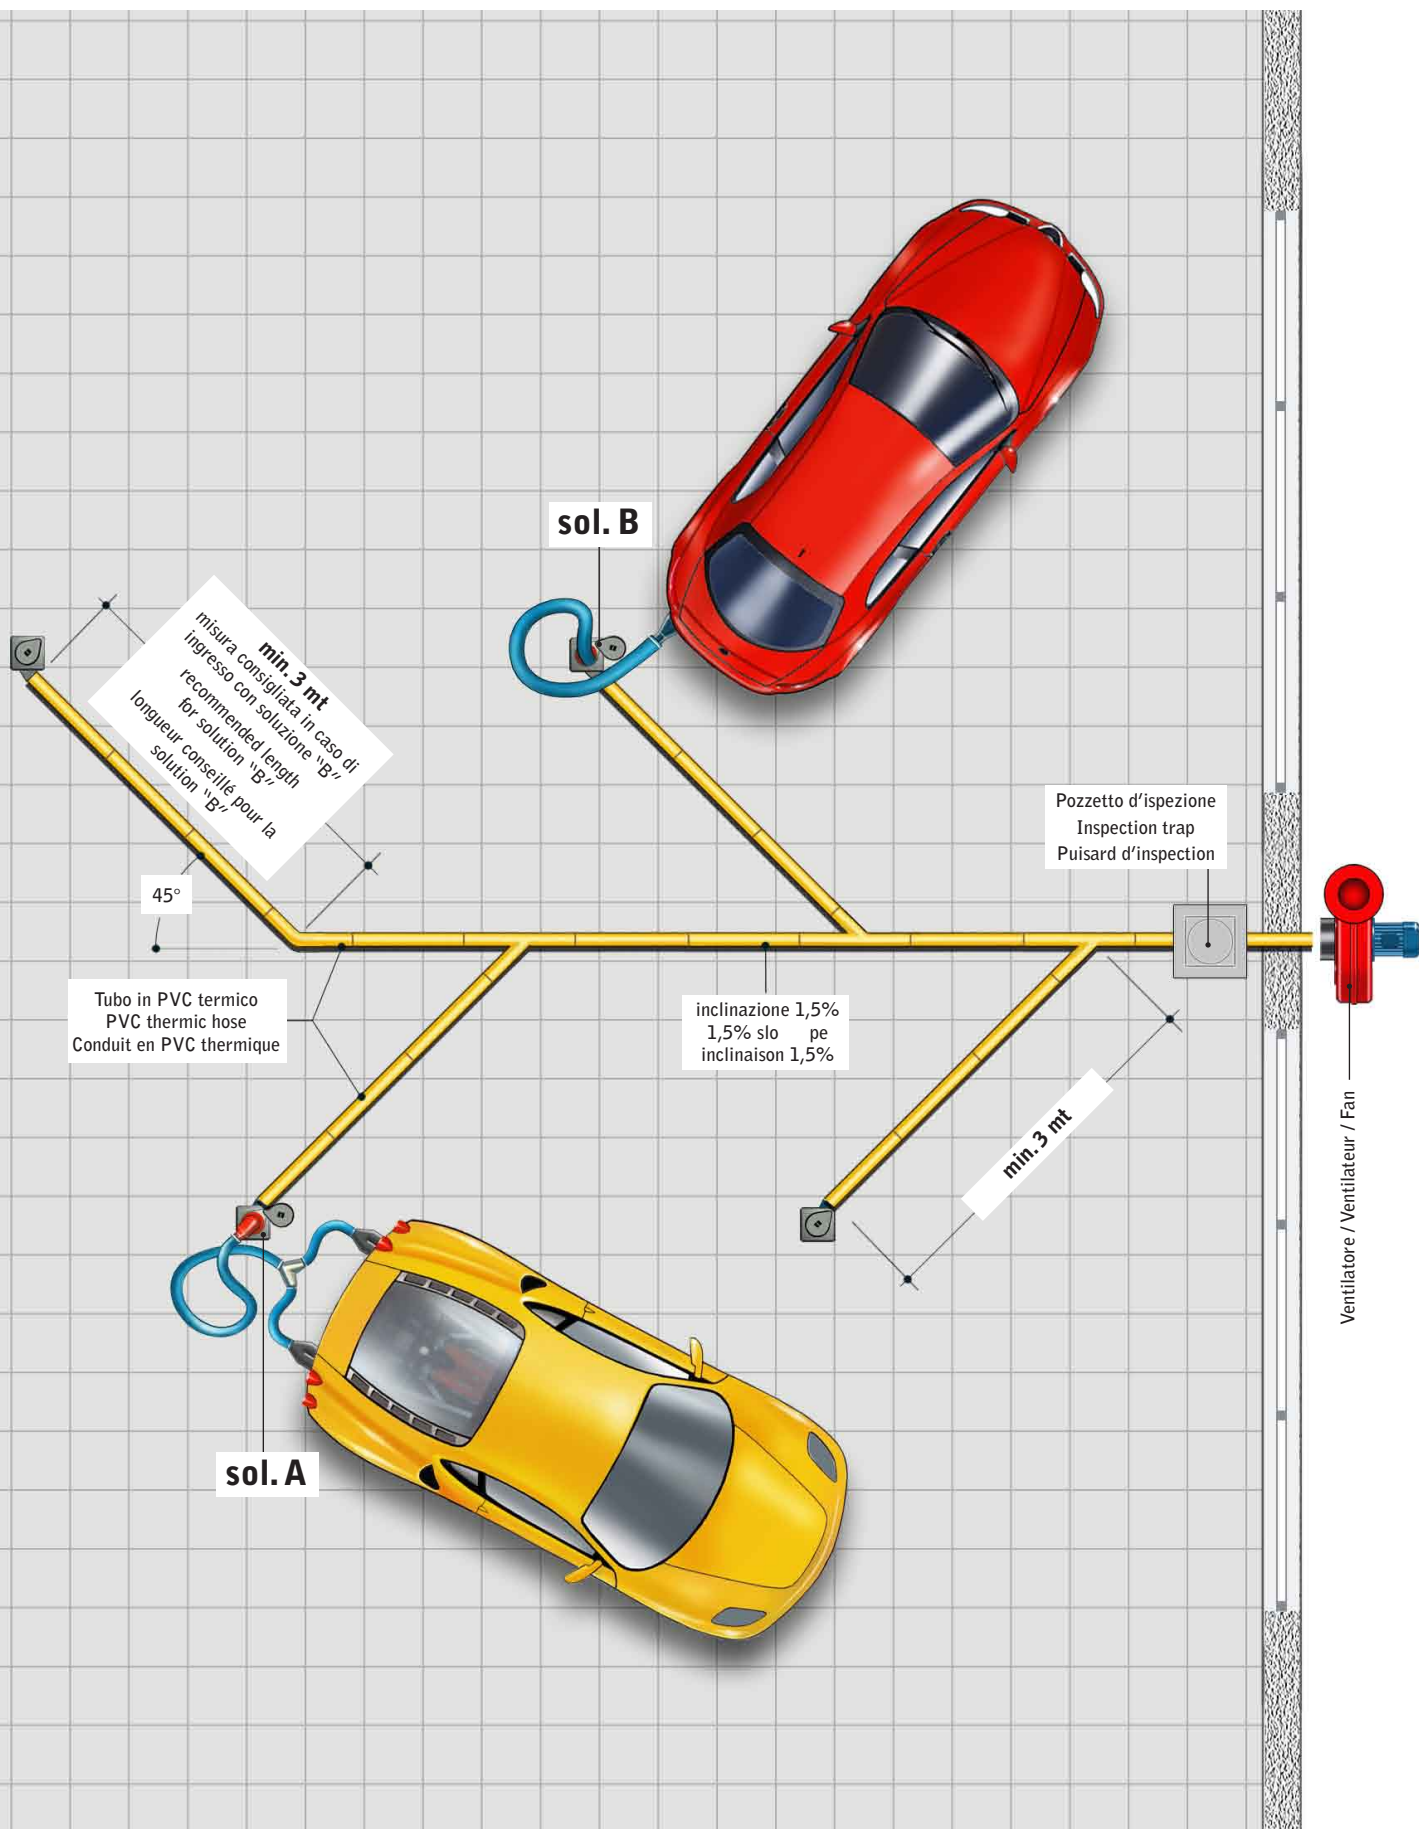 sol. B
min. 3 mt
misura consigliata in caso di
ingresso con soluzione “B”
recommended length
for solution “B”
longueur conseillé pour la
solution “B”
Pozzetto d’ispezione
Inspection trap
Puisard d’inspection
45°
Tubo in PVC termico
PVC thermic hose
Conduit en PVC thermique
inclinazione 1,5%
1,5% slo pe
inclinaison 1,5%
min. 3 mt
Ventilatore / Ventilateur / Fan
sol. A